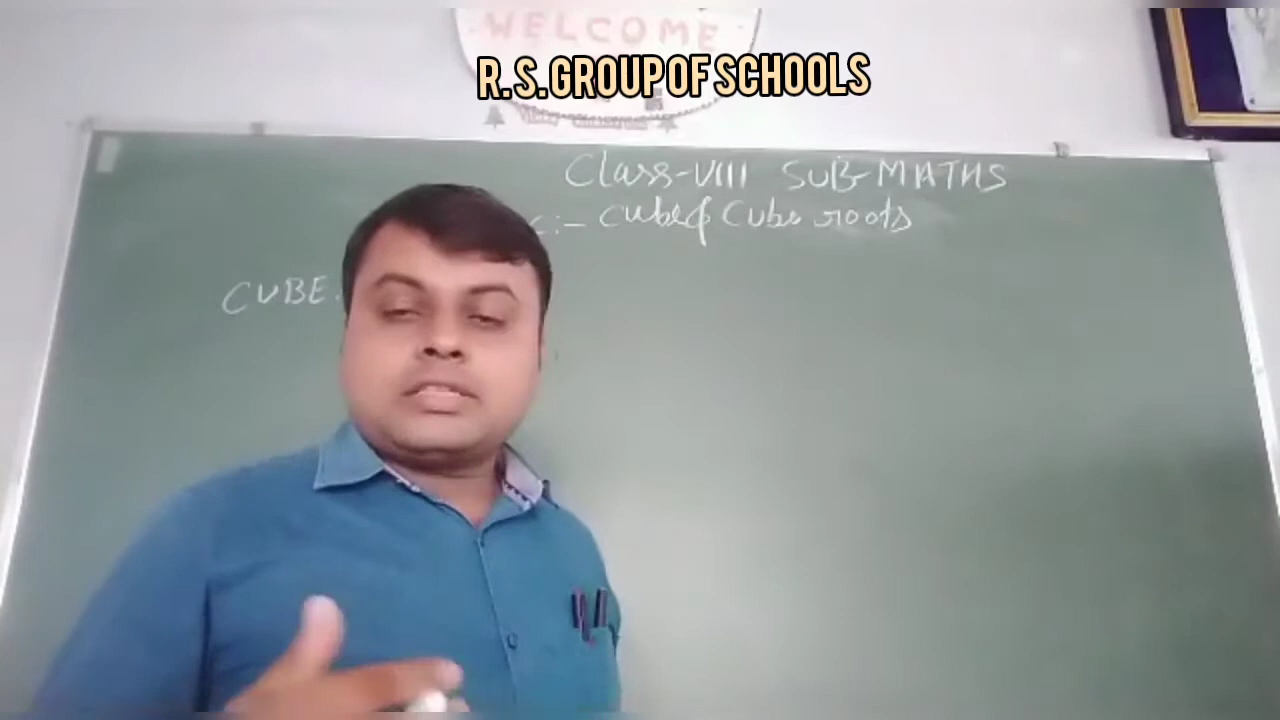 WELCOME
R. S. GROUP OF SCHOOLS
Class-VIII SUB-MATHS
c:- Cube & Cube roots
CUBE.